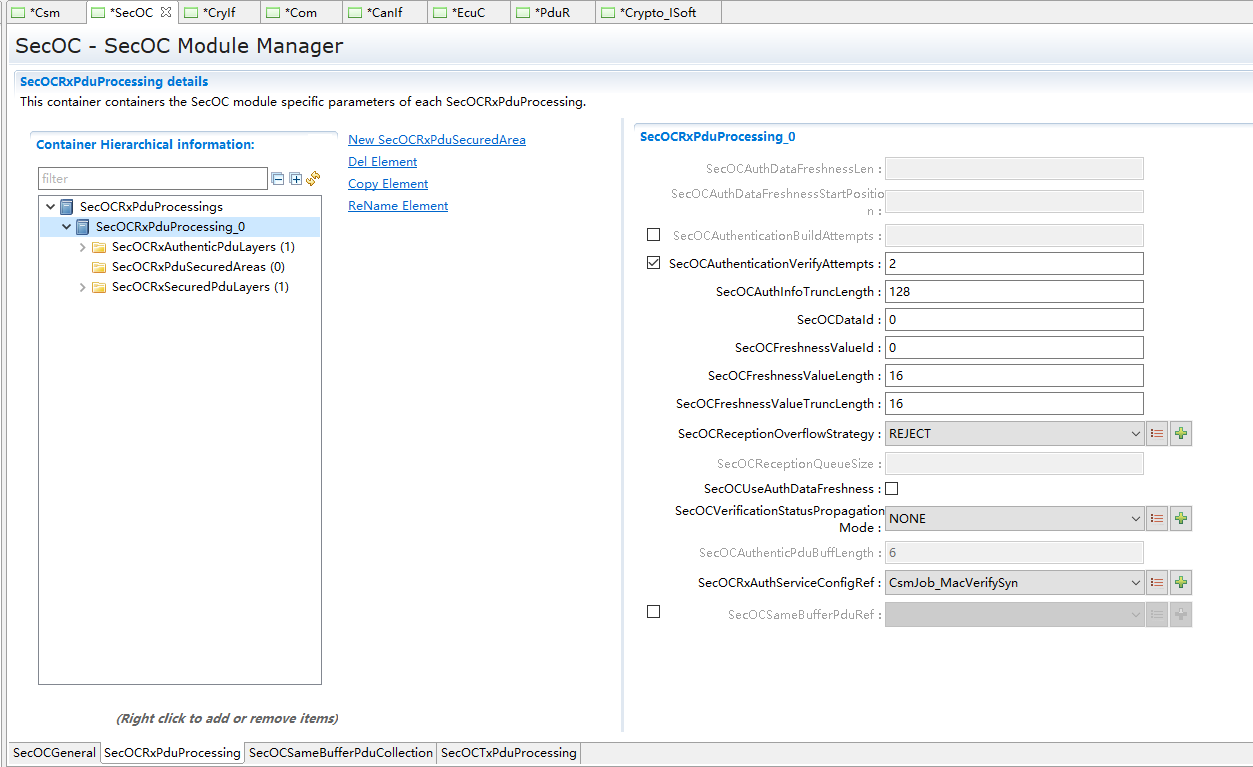 *Csm *SecOC *CryIf *Com *CanIf *EcuC *PduR *Crypto_ISoft
SecOC - SecOC Module Manager
SecOCRxPduProcessing details
This container containers the SecOC module specific parameters of each SecOCRxPduProcessing.
Container Hierarchical information:
filter
SecOCRxPduProcessings
SecOCRxPduProcessing_0
SecOCRxAuthenticPduLayers (1)
SecOCRxPduSecuredAreas (0)
SecOCRxSecuredPduLayers (1)
(Right click to add or remove items)
New SecOCRxPduSecuredArea
Del Element
Copy Element
ReName Element
SecOCRxPduProcessing_0
SecOCAuthDataFreshnessLen :
SecOCAuthDataFreshnessStartPositio
n :
SecOCAuthenticationBuildAttempts :
SecOCAuthenticationVerifyAttempts : 2
SecOCAuthInfoTruncLength : 128
SecOCDataId : 0
SecOCFreshnessValueId : 0
SecOCFreshnessValueLength : 16
SecOCFreshnessValueTruncLength : 16
SecOCReceptionOverflowStrategy : REJECT
SecOCReceptionQueueSize :
SecOCUseAuthDataFreshness :
SecOCVerificationStatusPropagation
Mode : NONE
SecOCAuthenticPduBuffLength : 6
SecOCRxAuthServiceConfigRef : CsmJob_MacVerifySyn
SecOCSameBufferPduRef :
SecOCGeneral SecOCRxPduProcessing SecOCSameBufferPduCollection SecOCTxPduProcessing